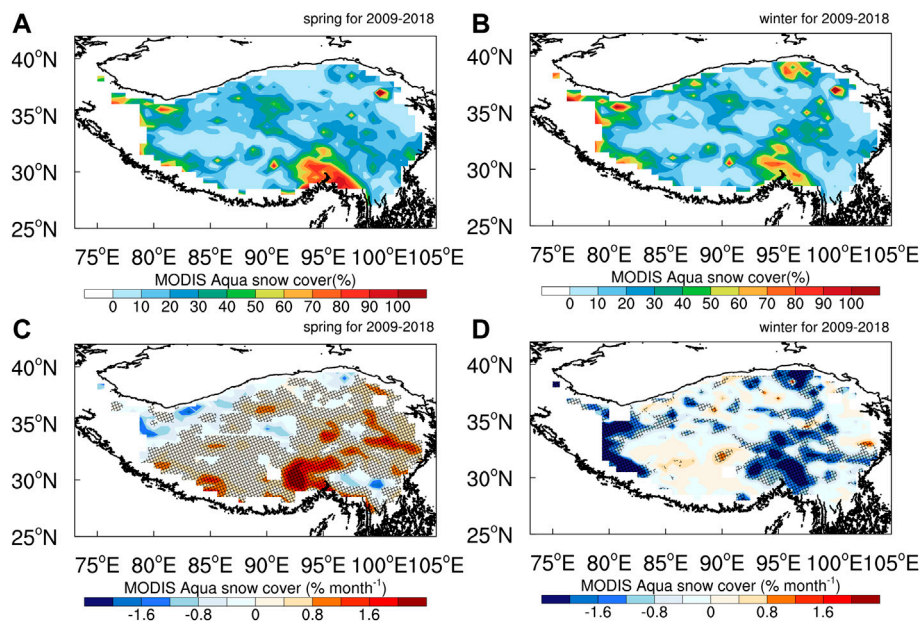 A
spring for 2009-2018
40°N
35°N
30°N
25°N
75°E 80°E 85°E 90°E 95°E 100°E 105°E
MODIS Aqua snow cover(%)
0 10 20 30 40 50 60 70 80 90 100
B
winter for 2009-2018
40°N
35°N
30°N
25°N
75°E 80°E 85°E 90°E 95°E 100°E 105°E
MODIS Aqua snow cover(%)
0 10 20 30 40 50 60 70 80 90 100
C
spring for 2009-2018
40°N
35°N
30°N
25°N
75°E 80°E 85°E 90°E 95°E 100°E 105°E
MODIS Aqua snow cover (% month⁻¹)
-1.6 -0.8 0 0.8 1.6
D
winter for 2009-2018
40°N
35°N
30°N
25°N
75°E 80°E 85°E 90°E 95°E 100°E 105°E
MODIS Aqua snow cover (% month⁻¹)
-1.6 -0.8 0 0.8 1.6